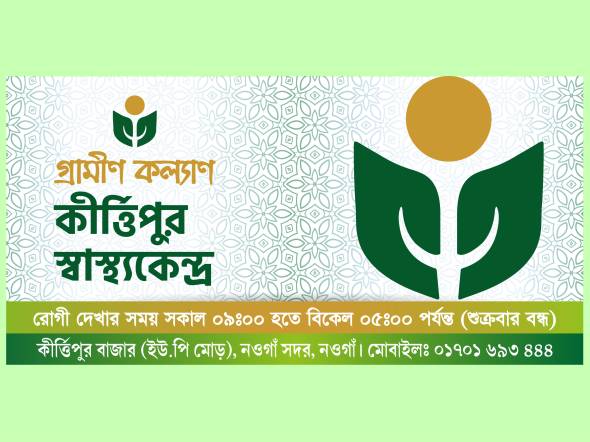 গ্রামীণ কল্যাণ
কীর্ত্তিপুর
স্বাস্থ্যকেন্দ্র
রোগী দেখার সময় সকাল ০৯ঃ০০ হতে বিকেল ০৫ঃ০০ পর্যন্ত (শুক্রবার বন্ধ)
কীর্ত্তিপুর বাজার (ইউ.পি মোড়), নওগাঁ সদর, নওগাঁ। মোবাইলঃ ০১৭০১ ৬৯৩ ৪৪৪